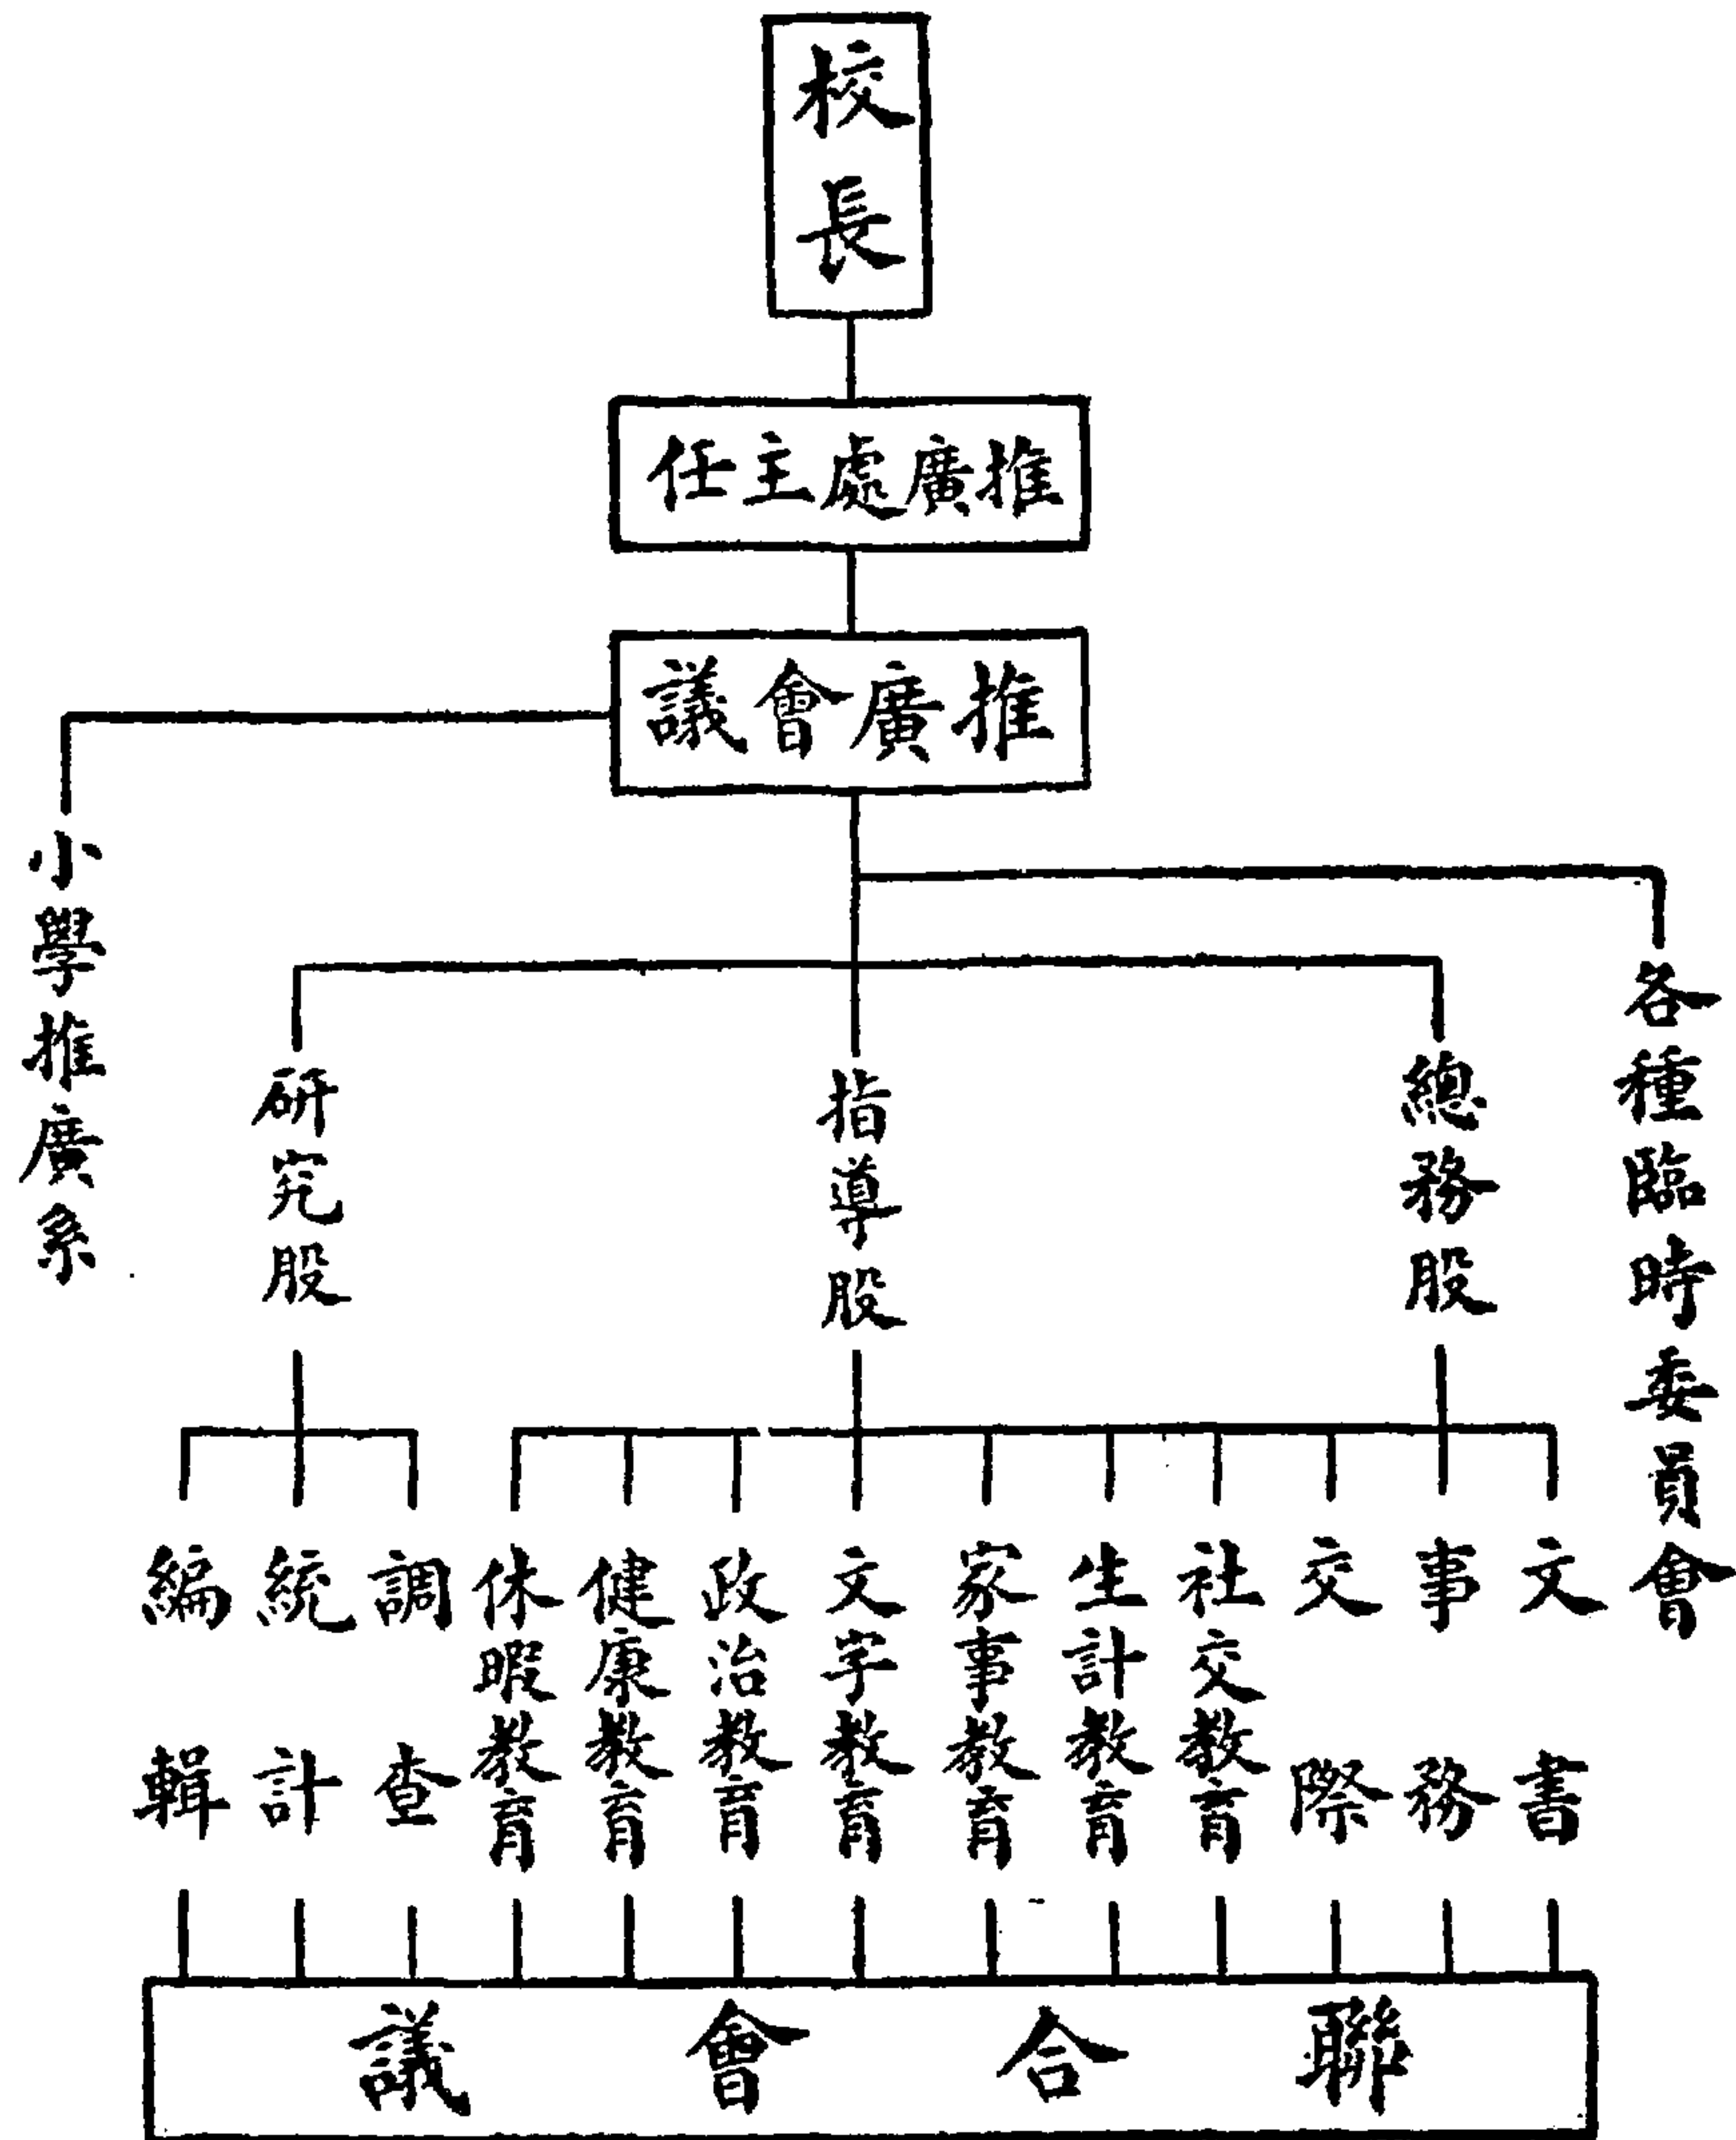 校長
推廣處主任
推廣會議
各種臨時委員會
總務股
指導股
研究股
小學推廣系
文書
事務
交際
社交教育
生計教育
家事教育
文字教育
政治教育
健康教育
休暇教育
調查
統計
編輯
聯合會議